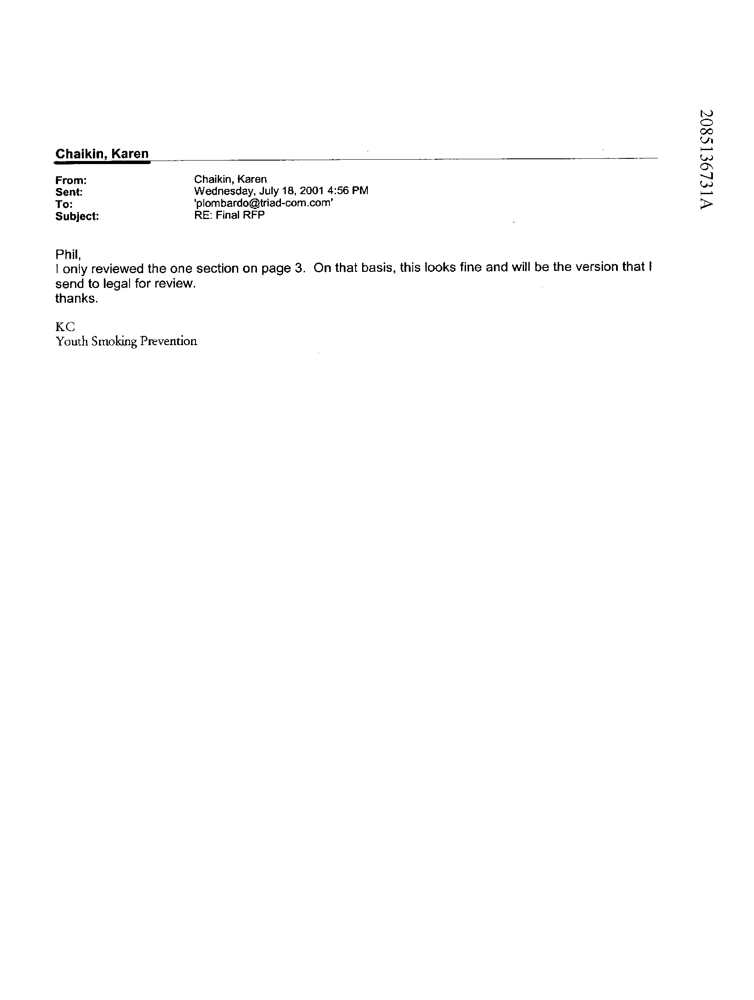 2085136731A
Chaikin, Karen
From: Chaikin, Karen
Sent: Wednesday, July 18, 2001 4:56 PM
To: 'plombardo@triad-com.com'
Subject: RE: Final RFP
Phil,
I only reviewed the one section on page 3. On that basis, this looks fine and will be the version that I
send to legal for review.
thanks.
KC
Youth Smoking Prevention